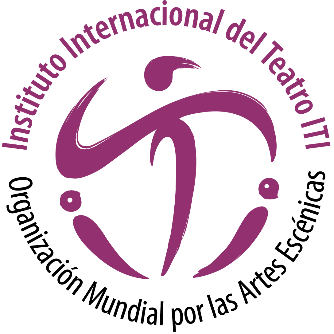 Instituto Internacional del Teatro ITI
Organización Mundial por las Artes Escénicas